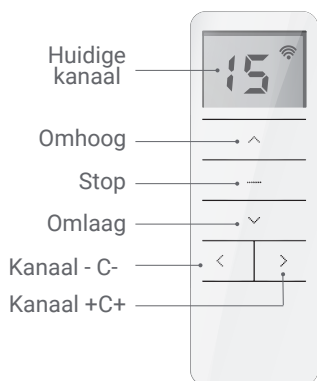 Huidige
kanaal
15
Omhoog
Stop
Omlaag
Kanaal - C-
Kanaal +C+